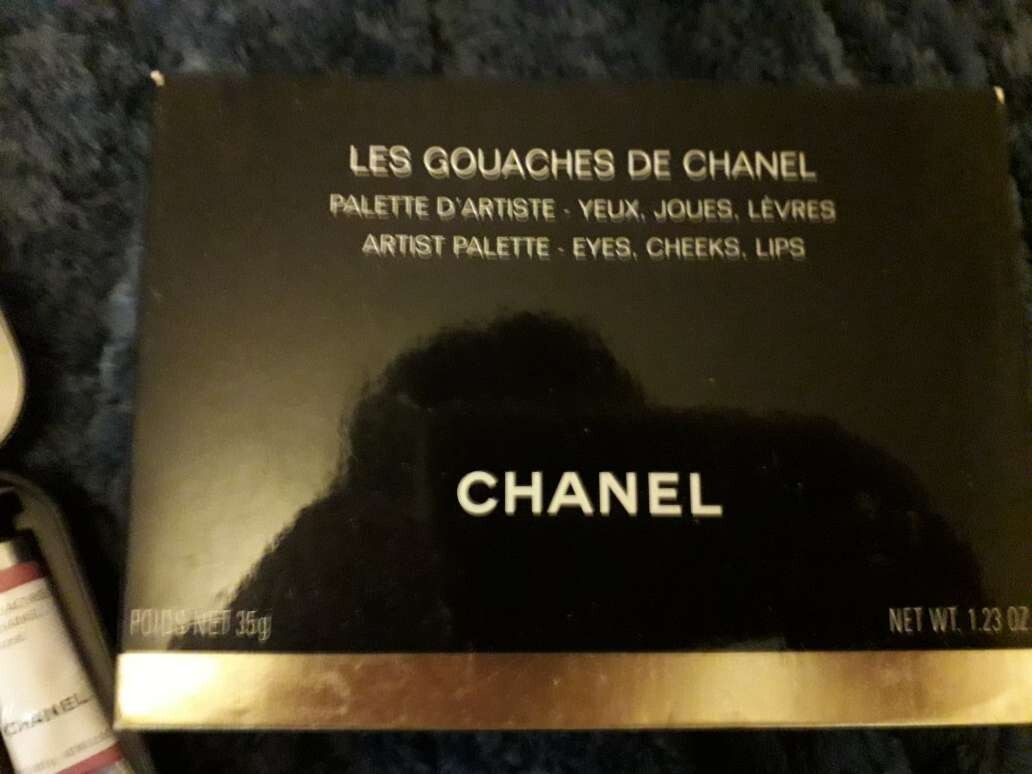 LES GOUACHES DE CHANEL
PALETTE D'ARTISTE - YEUX, JOUES, LÈVRES
ARTIST PALETTE - EYES, CHEEKS, LIPS
CHANEL
POIDS NET 35g
NET WT. 1.23 OZ
CHANEL